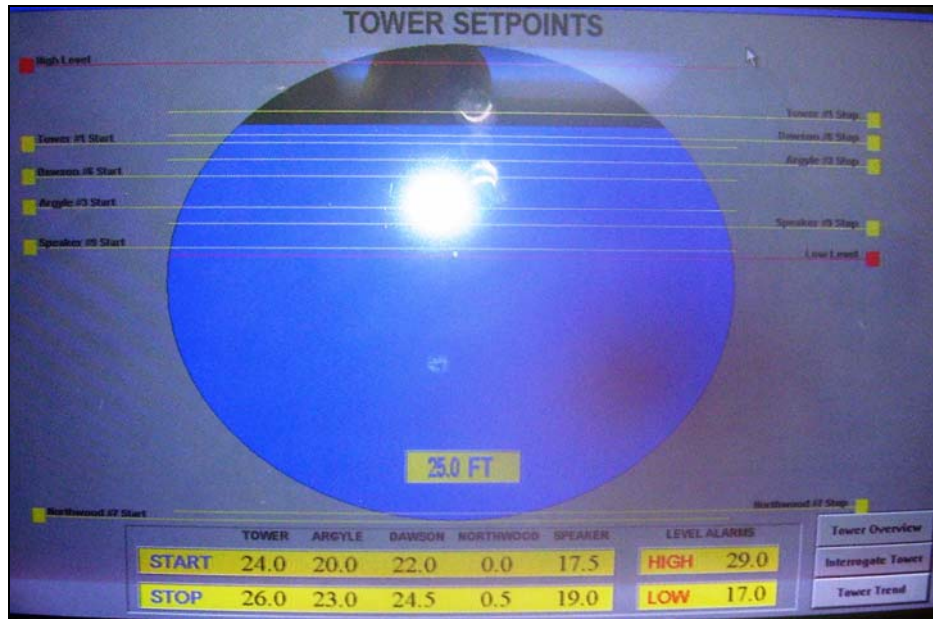 TOWER SETPOINTS
High Level
Tower #1 Stop
Tower #1 Start
Dawson #6 Stop
Argyle #3 Stop
Dawson #6 Start
Argyle #3 Start
Speaker #9 Stop
Speaker #9 Start
Low Level
25.0 FT
Northwood #7 Start
Northwood #7 Stop
TOWER ARGYLE DAWSON NORTHWOOD SPEAKER LEVEL ALARMS
START 24.0 20.0 22.0 0.0 17.5 HIGH 29.0
STOP 26.0 23.0 24.5 0.5 19.0 LOW 17.0
Tower Overview
Interrogate Tower
Tower Trend